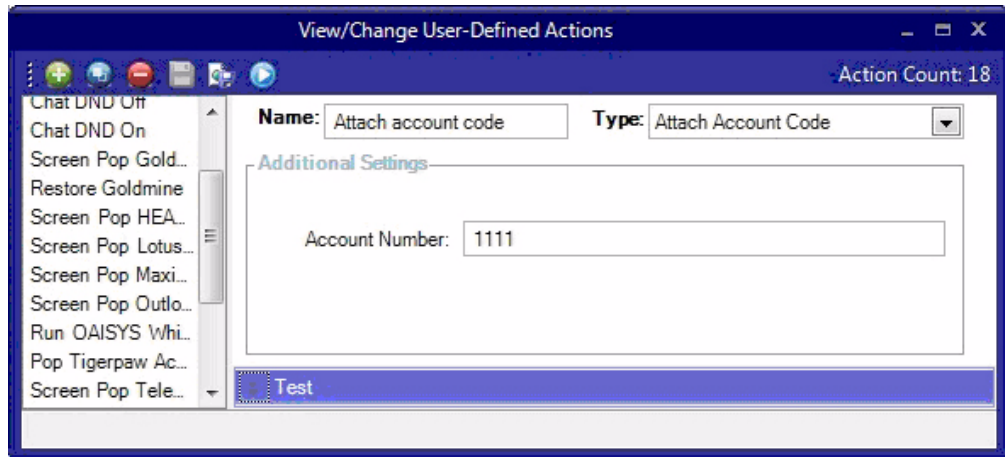 View/Change User-Defined Actions
Action Count: 18
Chat DND Off
Chat DND On
Screen Pop Gold...
Restore Goldmine
Screen Pop HEA...
Screen Pop Lotus...
Screen Pop Maxi...
Screen Pop Outlo...
Run OAISYS Whi...
Pop Tigerpaw Ac...
Screen Pop Tele...
Name: Attach account code Type: Attach Account Code
Additional Settings
Account Number: 1111
Test